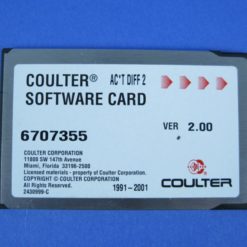 COULTER® AC*T DIFF 2
SOFTWARE CARD
6707355
VER 2.00
COULTER CORPORATION
11800 SW 147th Avenue
Miami, Florida 33196-2500
Licensed materials - property of Coulter Corporation.
COPYRIGHT © COULTER CORPORATION
All Rights Reserved.
2430999-C
1991-2001
COULTER